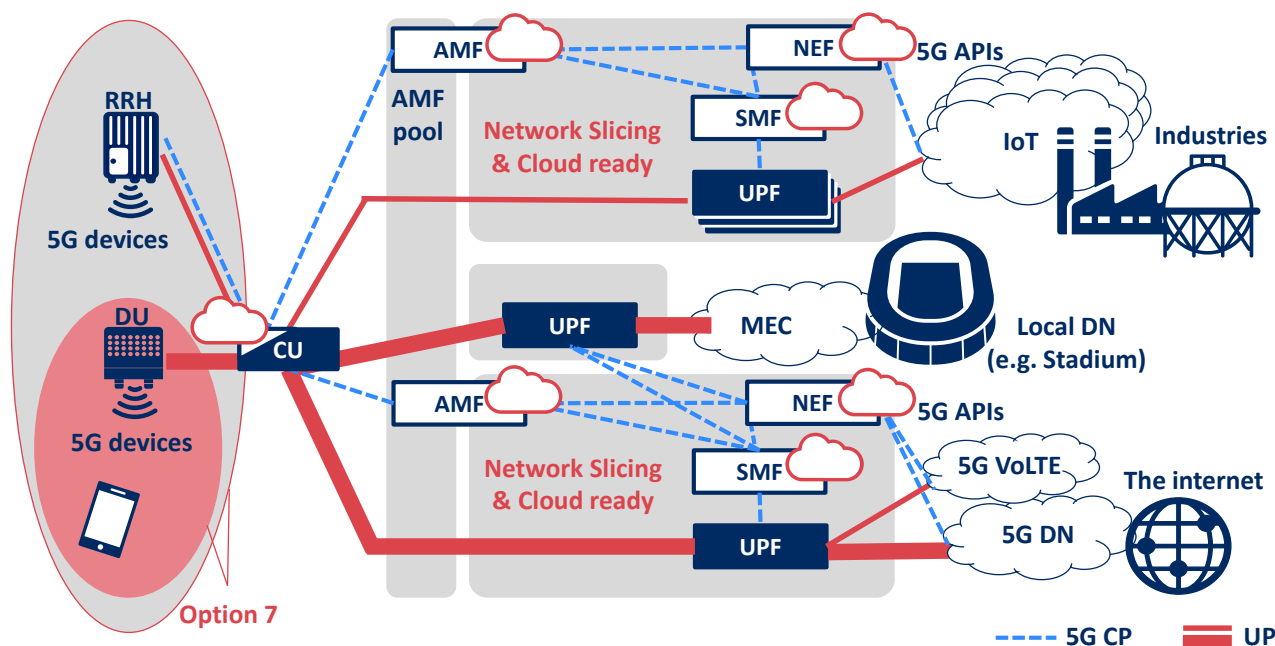 AMF
NEF
5G APIs
RRH
AMF
pool
SMF
IoT
Industries
Network Slicing
& Cloud ready
UPF
5G devices
DU
CU
UPF
MEC
Local DN
(e.g. Stadium)
AMF
NEF
5G APIs
5G devices
Network Slicing
& Cloud ready
SMF
5G VoLTE
The internet
UPF
5G DN
Option 7
5G CP
UP